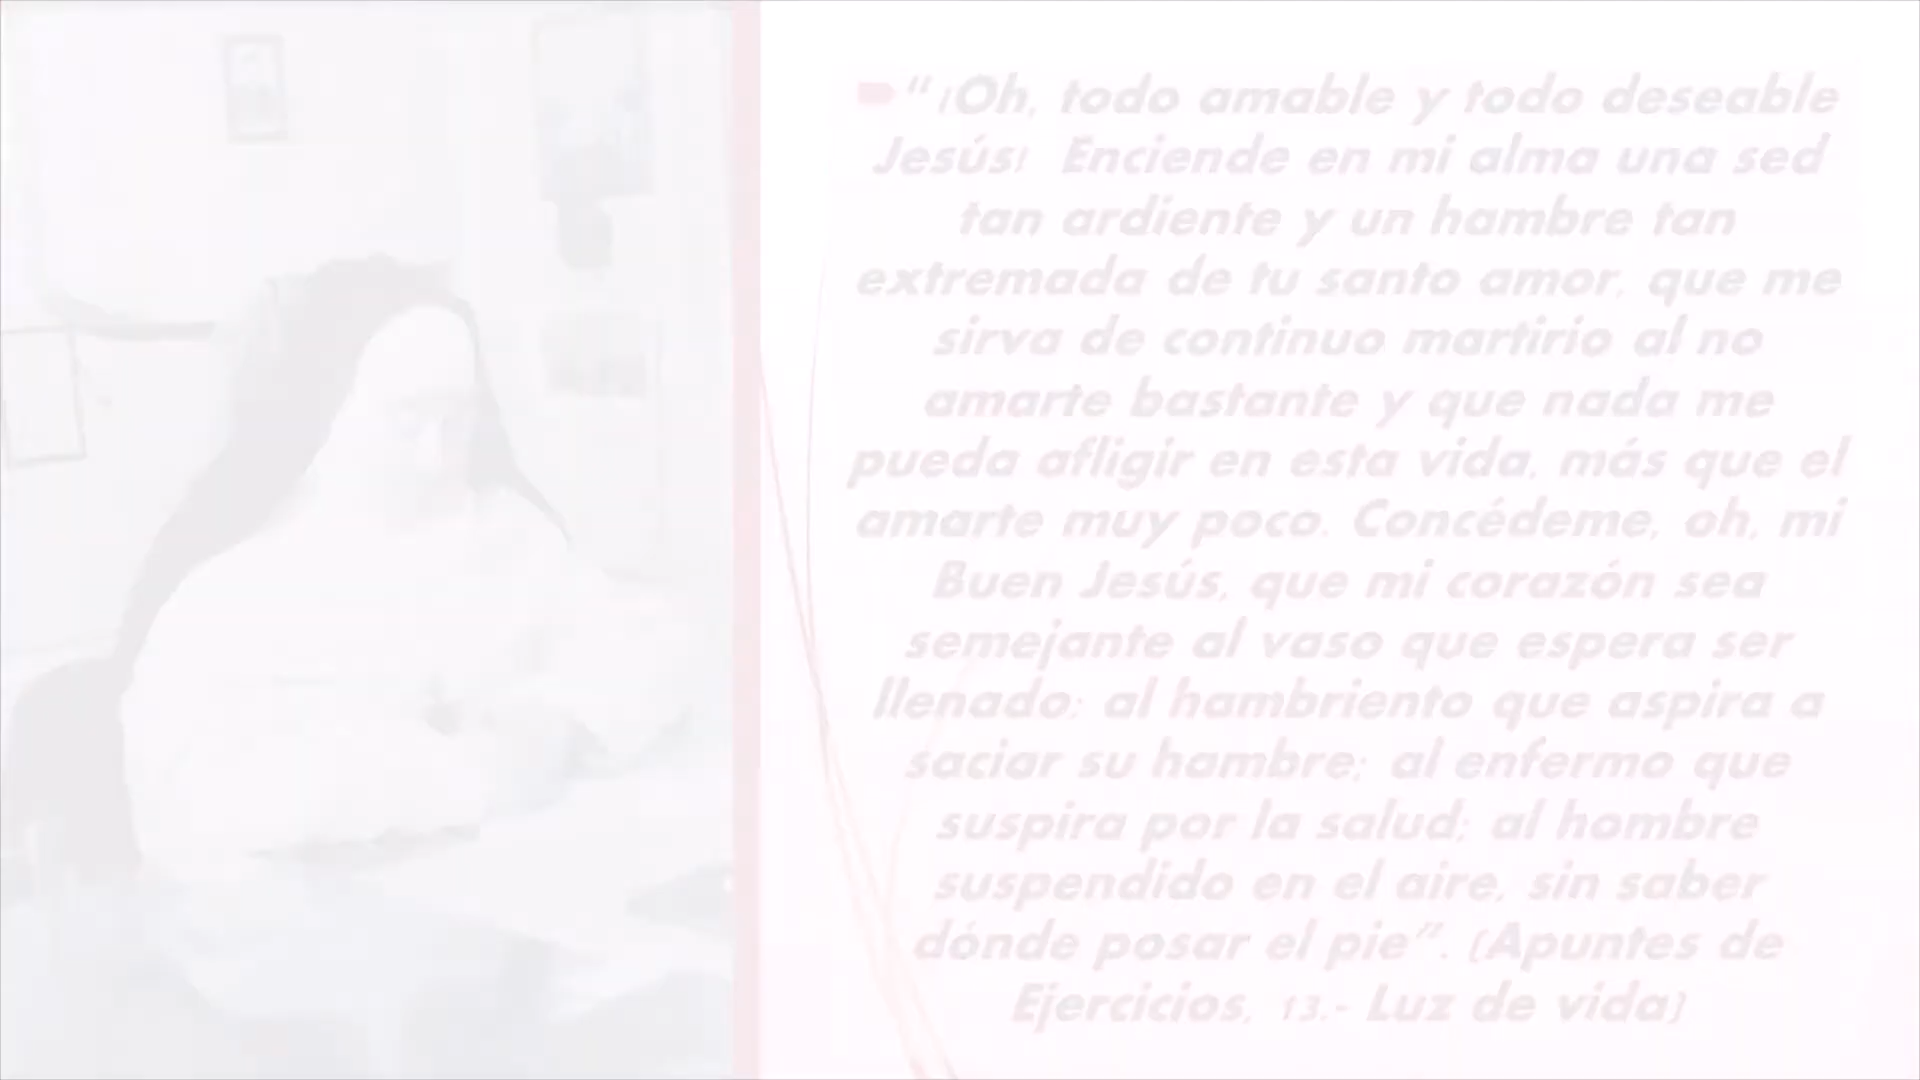 “¡Oh, todo amable y todo deseable
Jesús! Enciende en mi alma una sed
tan ardiente y un hambre tan
extremada de tu santo amor, que me
sirva de continuo martirio al no
amarte bastante y que nada me
pueda afligir en esta vida, más que el
amarte muy poco. Concédeme, oh, mi
Buen Jesús, que mi corazón sea
semejante al vaso que espera ser
llenado; al hambriento que aspira a
saciar su hambre; al enfermo que
suspira por la salud; al hombre
suspendido en el aire, sin saber
dónde posar el pie”. (Apuntes de
Ejercicios, 13.- Luz de vida)